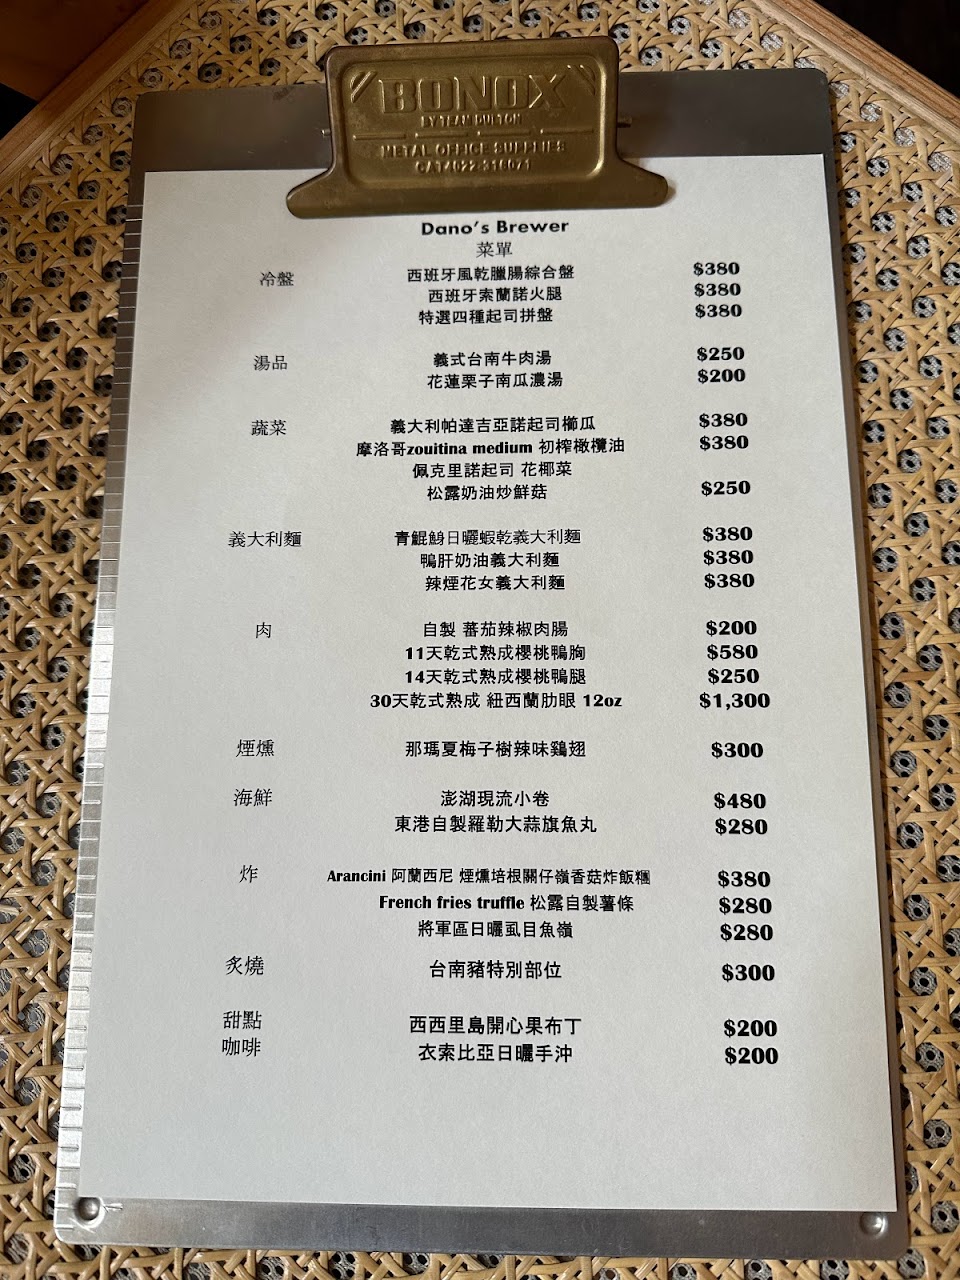 BONOX
BY TEAM DULTON
METAL OFFICE SUPPLIES
CAT4022-316071
Dano's Brewer
菜單
冷盤 西班牙風乾臘腸綜合盤 $380
西班牙索蘭諾火腿 $380
特選四種起司拼盤 $380
湯品 義式台南牛肉湯 $250
花蓮栗子南瓜濃湯 $200
蔬菜 義大利帕達吉亞諾起司櫛瓜 $380
摩洛哥zouitina medium 初榨橄欖油 $380
佩克里諾起司 花椰菜
松露奶油炒鮮菇 $250
義大利麵 青鯤鯓日曬蝦乾義大利麵 $380
鴨肝奶油義大利麵 $380
辣煙花女義大利麵 $380
肉 自製 蕃茄辣椒肉腸 $200
11天乾式熟成櫻桃鴨胸 $580
14天乾式熟成櫻桃鴨腿 $250
30天乾式熟成 紐西蘭肋眼 12oz $1,300
煙燻 那瑪夏梅子樹辣味鷄翅 $300
海鮮 澎湖現流小卷 $480
東港自製羅勒大蒜旗魚丸 $280
炸 Arancini 阿蘭西尼 煙燻培根關仔嶺香菇炸飯糰 $380
French fries truffle 松露自製薯條 $280
將軍區日曬虱目魚嶺 $280
炙燒 台南豬特別部位 $300
甜點 西西里島開心果布丁 $200
咖啡 衣索比亞日曬手沖 $200